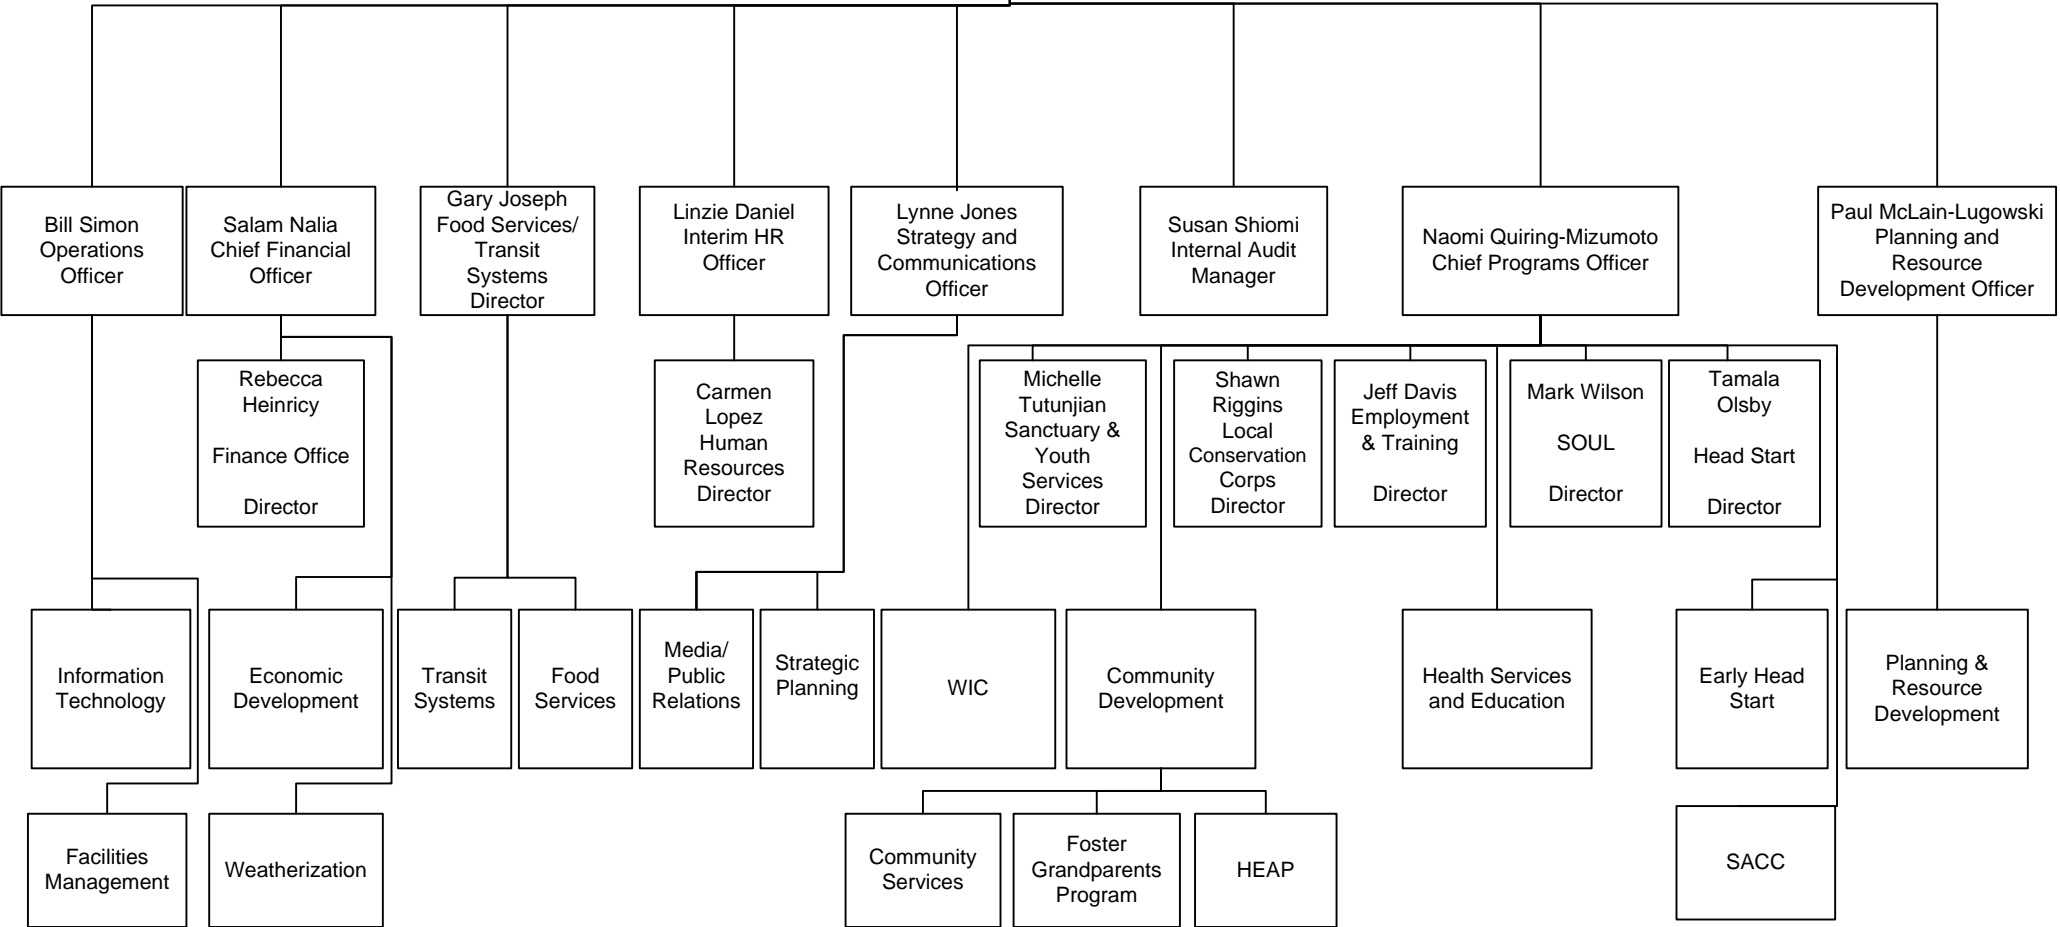 Bill Simon
Operations
Officer
Salam Nalia
Chief Financial
Officer
Gary Joseph
Food Services/
Transit
Systems
Director
Linzie Daniel
Interim HR
Officer
Lynne Jones
Strategy and
Communications
Officer
Susan Shiomi
Internal Audit
Manager
Naomi Quiring-Mizumoto
Chief Programs Officer
Paul McLain-Lugowski
Planning and
Resource
Development Officer
Rebecca
Heinricy
Finance Office
Director
Carmen
Lopez
Human
Resources
Director
Michelle
Tutunjian
Sanctuary &
Youth
Services
Director
Shawn
Riggins
Local
Conservation
Corps
Director
Jeff Davis
Employment
& Training
Director
Mark Wilson
SOUL
Director
Tamala
Olsby
Head Start
Director
Information
Technology
Economic
Development
Transit
Systems
Food
Services
Media/
Public
Relations
Strategic
Planning
WIC
Community
Development
Health Services
and Education
Early Head
Start
Planning &
Resource
Development
Facilities
Management
Weatherization
Community
Services
Foster
Grandparents
Program
HEAP
SACC